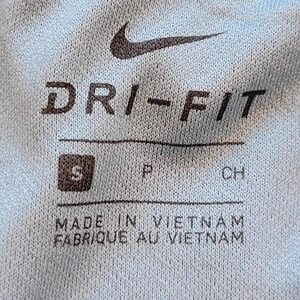 DRI-FIT
S P CH
MADE IN VIETNAM
FABRIQUE AU VIETNAM